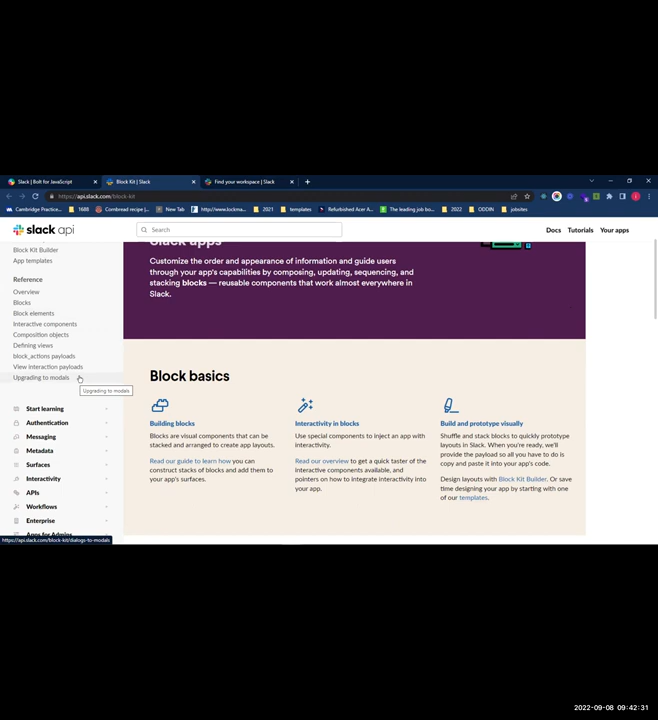 Slack | Bolt for JavaScript
Block Kit | Slack
Find your workspace | Slack
https://api.slack.com/block-kit
Cambridge Practice...
1688
Cornbread recipe |...
New Tab
http://www.lockma...
2021
templates
Refurbished Acer A...
The leading job bo...
2022
ODDIN
jobsites
slack api
Search
Docs
Tutorials
Your apps
Block Kit Builder
App templates
Reference
Overview
Blocks
Block elements
Interactive components
Composition objects
Defining views
block_actions payloads
View interaction payloads
Upgrading to modals
Upgrading to modals
Start learning
Authentication
Messaging
Metadata
Surfaces
Interactivity
APIs
Workflows
Enterprise
Apps for Admins
https://api.slack.com/block-kit/dialogs-to-modals
Slack apps
Customize the order and appearance of information and guide users
through your app's capabilities by composing, updating, sequencing, and
stacking blocks — reusable components that work almost everywhere in
Slack.
Block basics
Building blocks
Blocks are visual components that can be
stacked and arranged to create app layouts.
Read our guide to learn how you can
construct stacks of blocks and add them to
your app's surfaces.
Interactivity in blocks
Use special components to inject an app with
interactivity.
Read our overview to get a quick taster of the
interactive components available, and
pointers on how to integrate interactivity into
your app.
Build and prototype visually
Shuffle and stack blocks to quickly prototype
layouts in Slack. When you're ready, we'll
provide the payload so all you have to do is
copy and paste it into your app's code.
Design layouts with Block Kit Builder. Or save
time designing your app by starting with one
of our templates.
2022-09-08 09:42:31